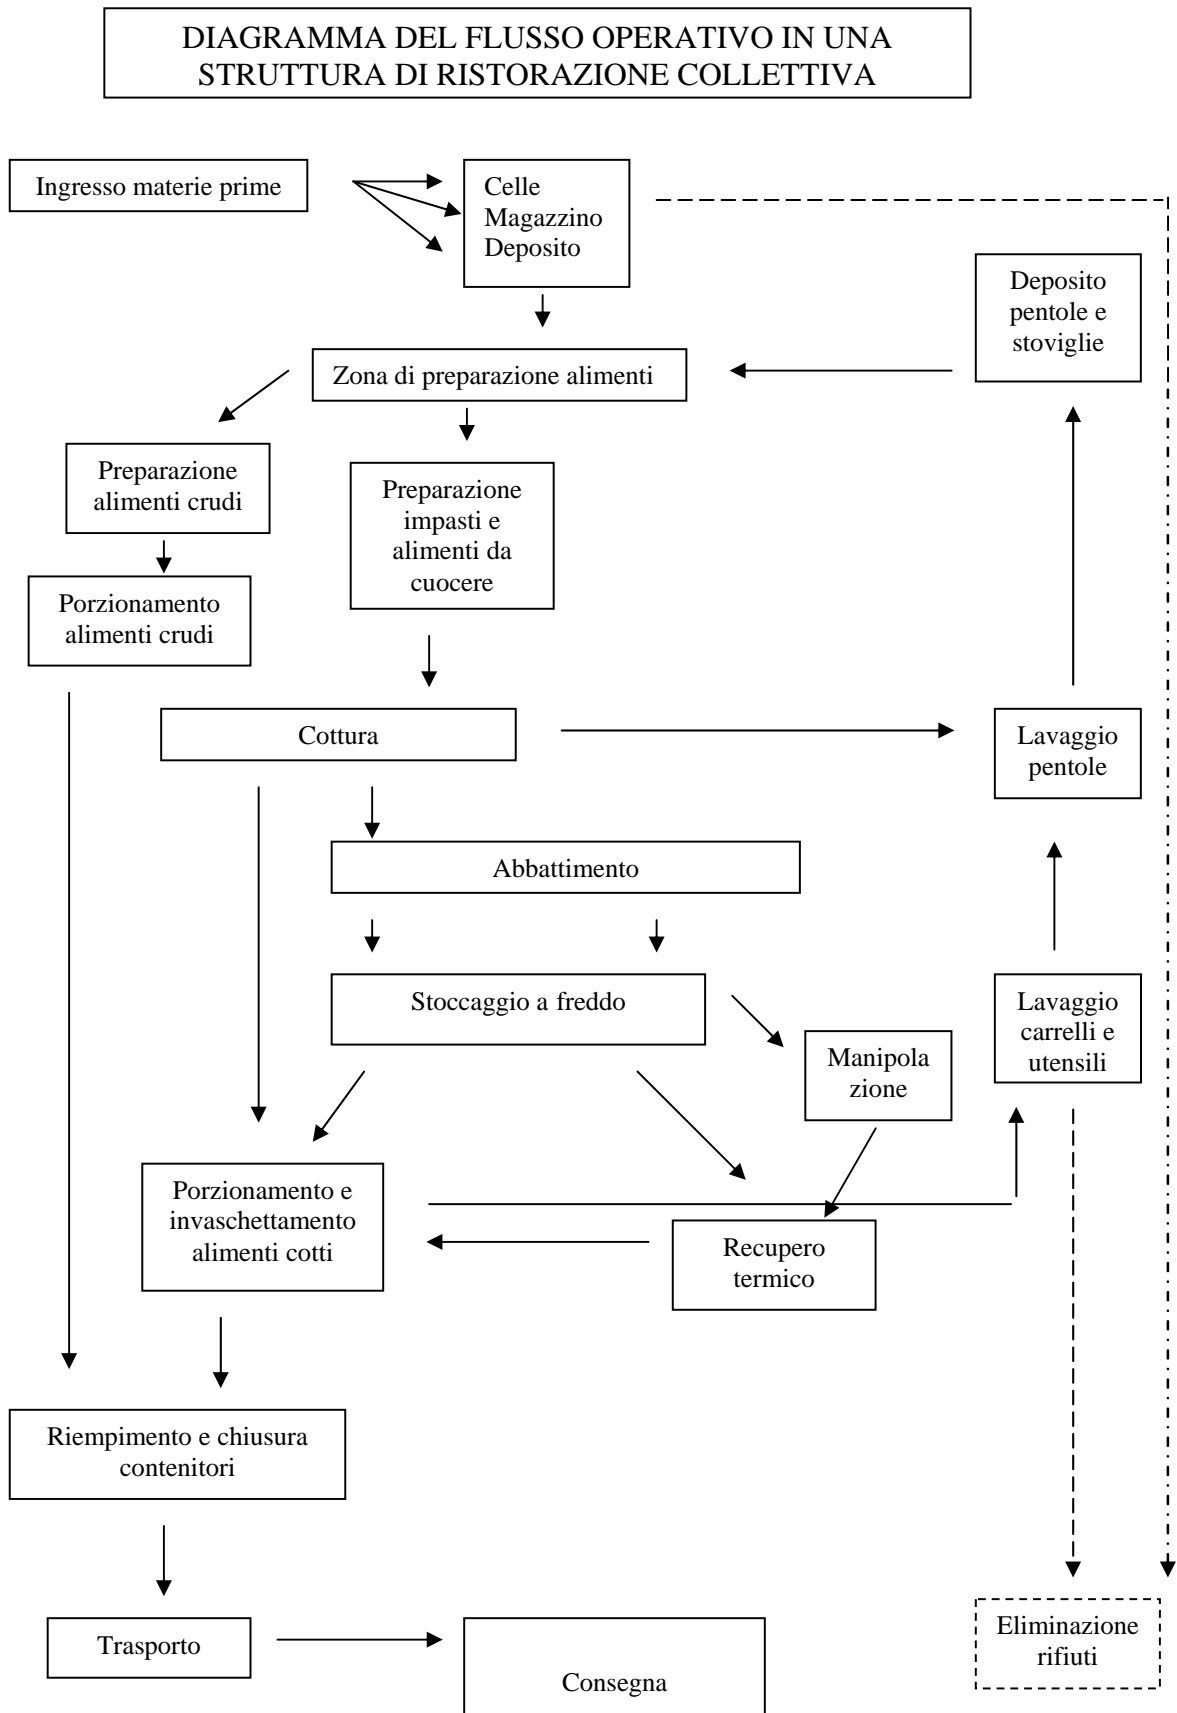 DIAGRAMMA DEL FLUSSO OPERATIVO IN UNA
STRUTTURA DI RISTORAZIONE COLLETTIVA
Ingresso materie prime
Celle
Magazzino
Deposito
Deposito
pentole e
stoviglie
Zona di preparazione alimenti
Preparazione
alimenti crudi
Preparazione
impasti e
alimenti da
cuocere
Porzionamento
alimenti crudi
Cottura
Lavaggio
pentole
Abbattimento
Stoccaggio a freddo
Lavaggio
carrelli e
utensili
Manipola
zione
Porzionamento e
invaschettamento
alimenti cotti
Recupero
termico
Riempimento e chiusura
contenitori
Trasporto
Consegna
Eliminazione
rifiuti